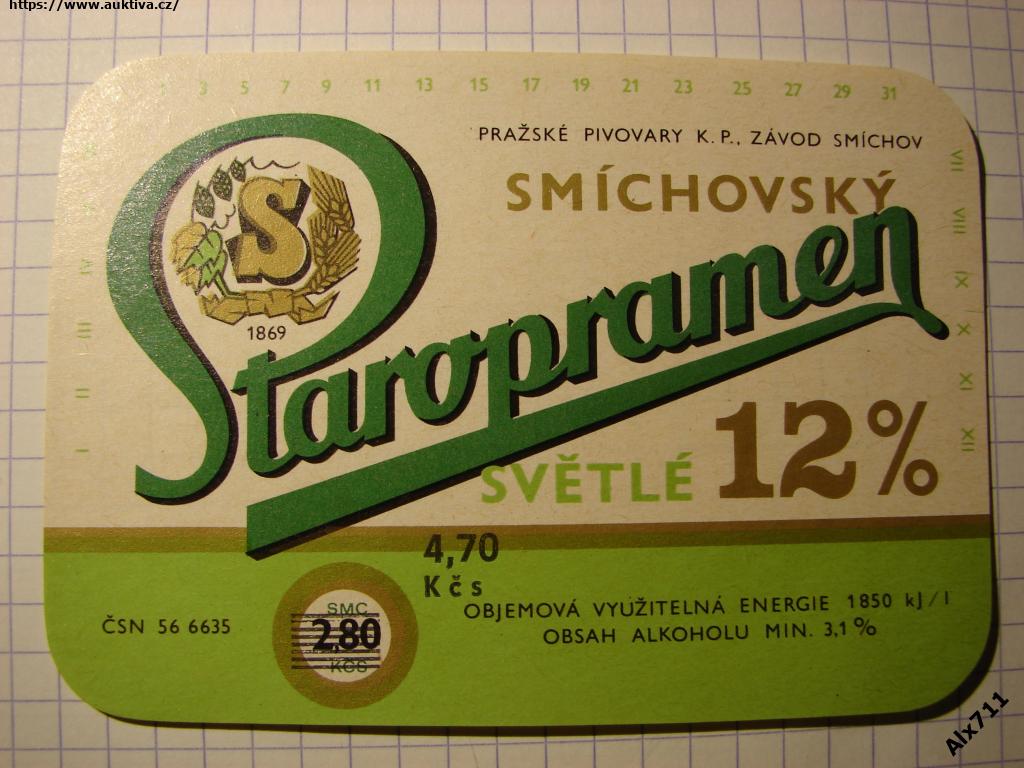 https://www.auktiva.cz/
1 3 5 7 9 11 13 15 17 19 21 23 25 27 29 31
PRAŽSKÉ PIVOVARY K. P., ZÁVOD SMÍCHOV
SMÍCHOVSKÝ
S
1869
Staropramen
SVĚTLÉ 12%
I II III IV
VII VIII IX X XI XII
4,70
Kčs
ČSN 56 6635
SMC
2,80
KČS
OBJEMOVÁ VYUŽITELNÁ ENERGIE 1850 kJ/l
OBSAH ALKOHOLU MIN. 3,1%
Alx711